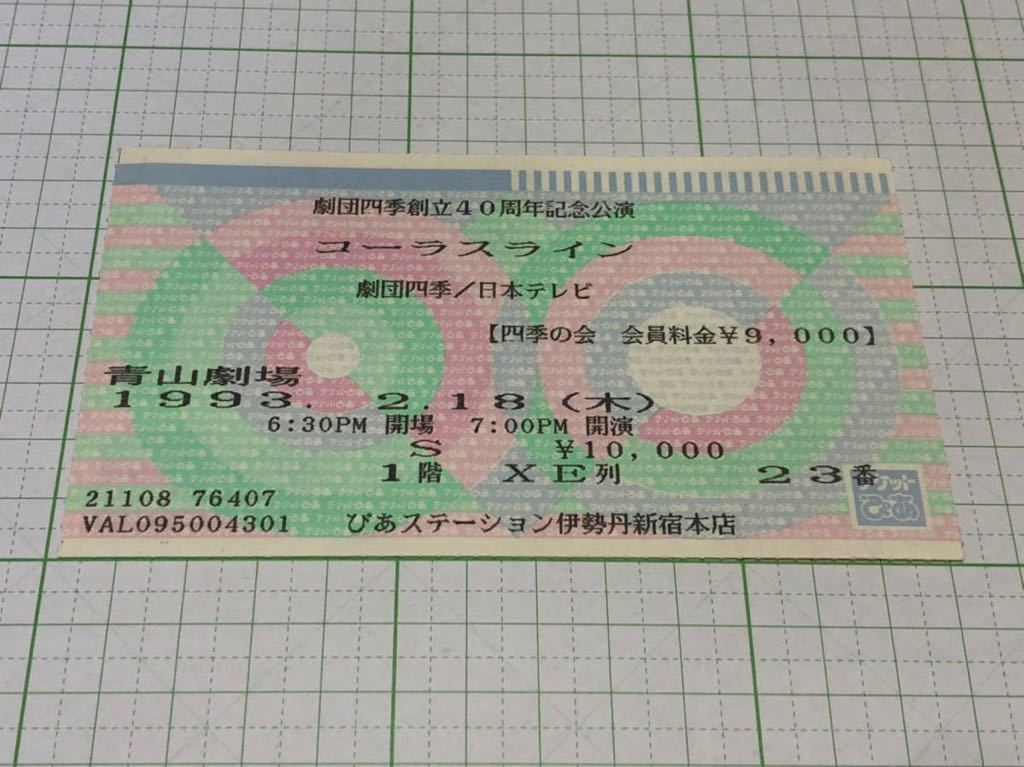 劇団四季創立40周年記念公演
コーラスライン
劇団四季／日本テレビ
【四季の会　会員料金¥9,000】
青山劇場
1993. 2.18(木)
6:30PM 開場　7:00PM 開演
S　¥10,000
1階　XE列　23番
21108 76407
VAL095004301　ぴあステーション伊勢丹新宿本店
チケットぴあ